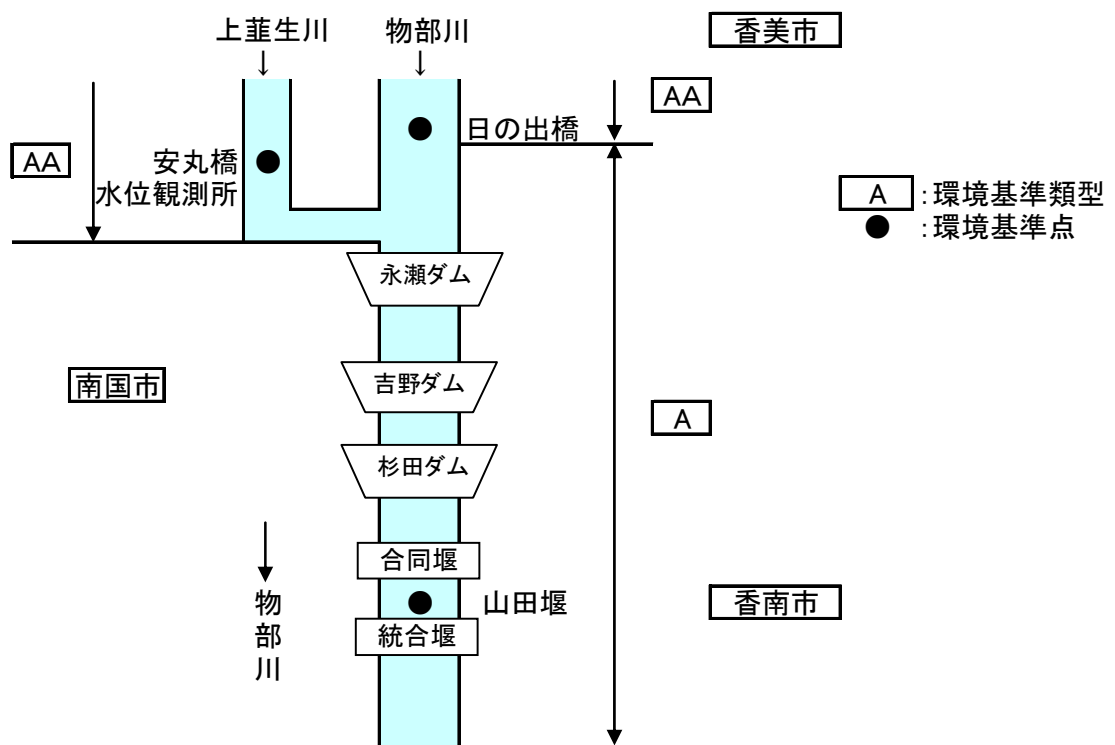 上韮生川
物部川
香美市
↓
↓
AA
日の出橋
AA
安丸橋
水位観測所
A :環境基準類型
● :環境基準点
永瀬ダム
南国市
吉野ダム
A
杉田ダム
合同堰
物部川
山田堰
香南市
統合堰